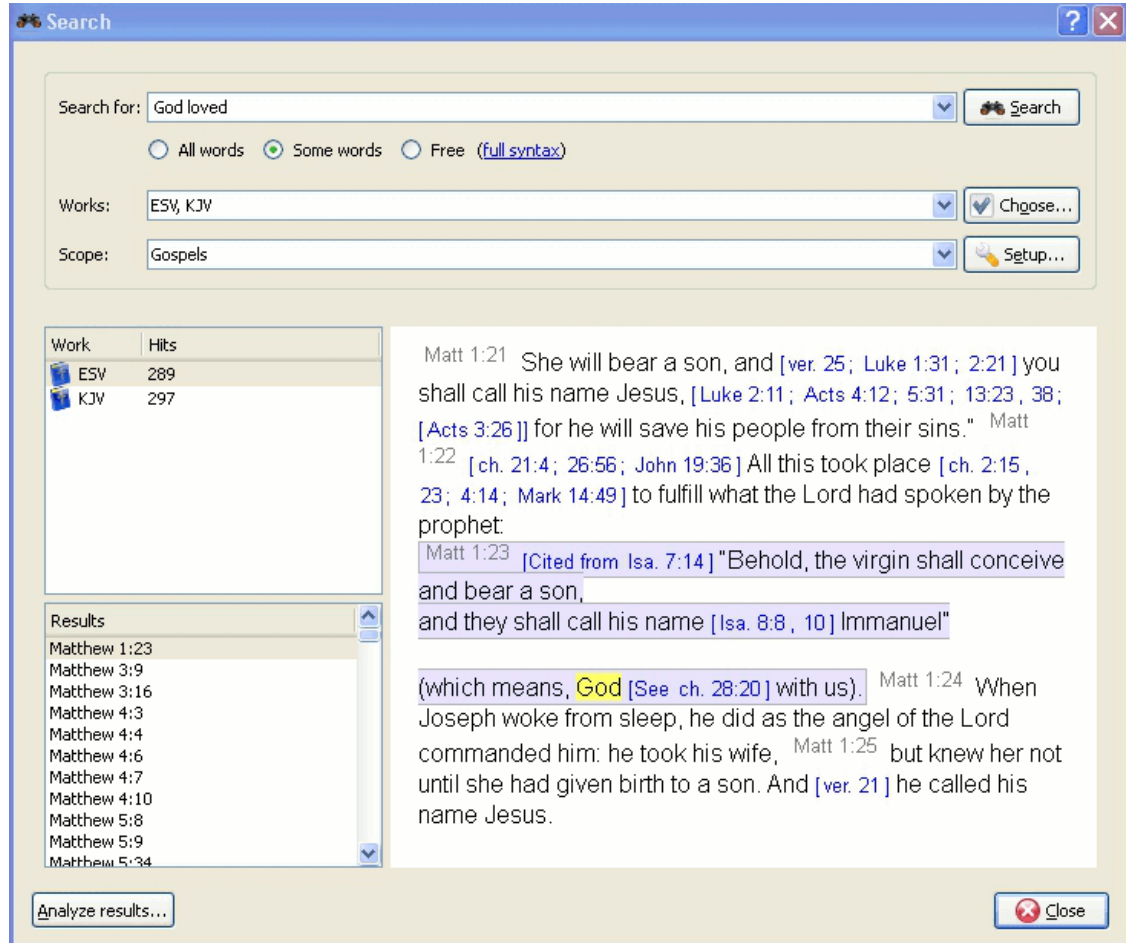 Search
Search for: God loved Search
All words Some words Free (full syntax)
Works: ESV, KJV Choose...
Scope: Gospels Setup...
Work Hits
ESV 289
KJV 297
Results
Matthew 1:23
Matthew 3:9
Matthew 3:16
Matthew 4:3
Matthew 4:4
Matthew 4:6
Matthew 4:7
Matthew 4:10
Matthew 5:8
Matthew 5:9
Matthew 5:34
Matt 1:21 She will bear a son, and [ver. 25; Luke 1:31; 2:21] you
shall call his name Jesus, [Luke 2:11; Acts 4:12; 5:31; 13:23, 38;
[Acts 3:26]] for he will save his people from their sins." Matt
1:22 [ch. 21:4; 26:56; John 19:36] All this took place [ch. 2:15,
23; 4:14; Mark 14:49] to fulfill what the Lord had spoken by the
prophet:
Matt 1:23 [Cited from Isa. 7:14] "Behold, the virgin shall conceive
and bear a son,
and they shall call his name [Isa. 8:8, 10] Immanuel"
(which means, God [See ch. 28:20] with us). Matt 1:24 When
Joseph woke from sleep, he did as the angel of the Lord
commanded him: he took his wife, Matt 1:25 but knew her not
until she had given birth to a son. And [ver. 21] he called his
name Jesus.
Analyze results... Close